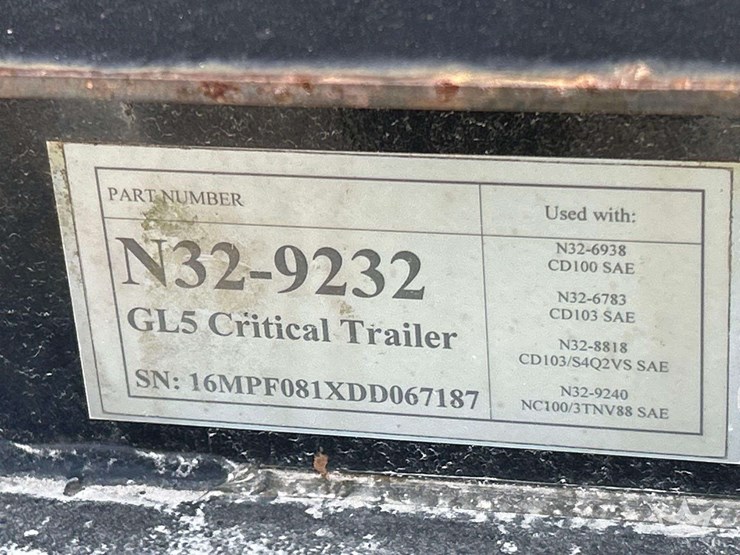 PART NUMBER
N32-9232
GL5 Critical Trailer
SN: 16MPF081XDD067187
Used with:
N32-6938
CD100 SAE
N32-6783
CD103 SAE
N32-8818
CD103/S4Q2VS SAE
N32-9240
NC100/3TNV88 SAE